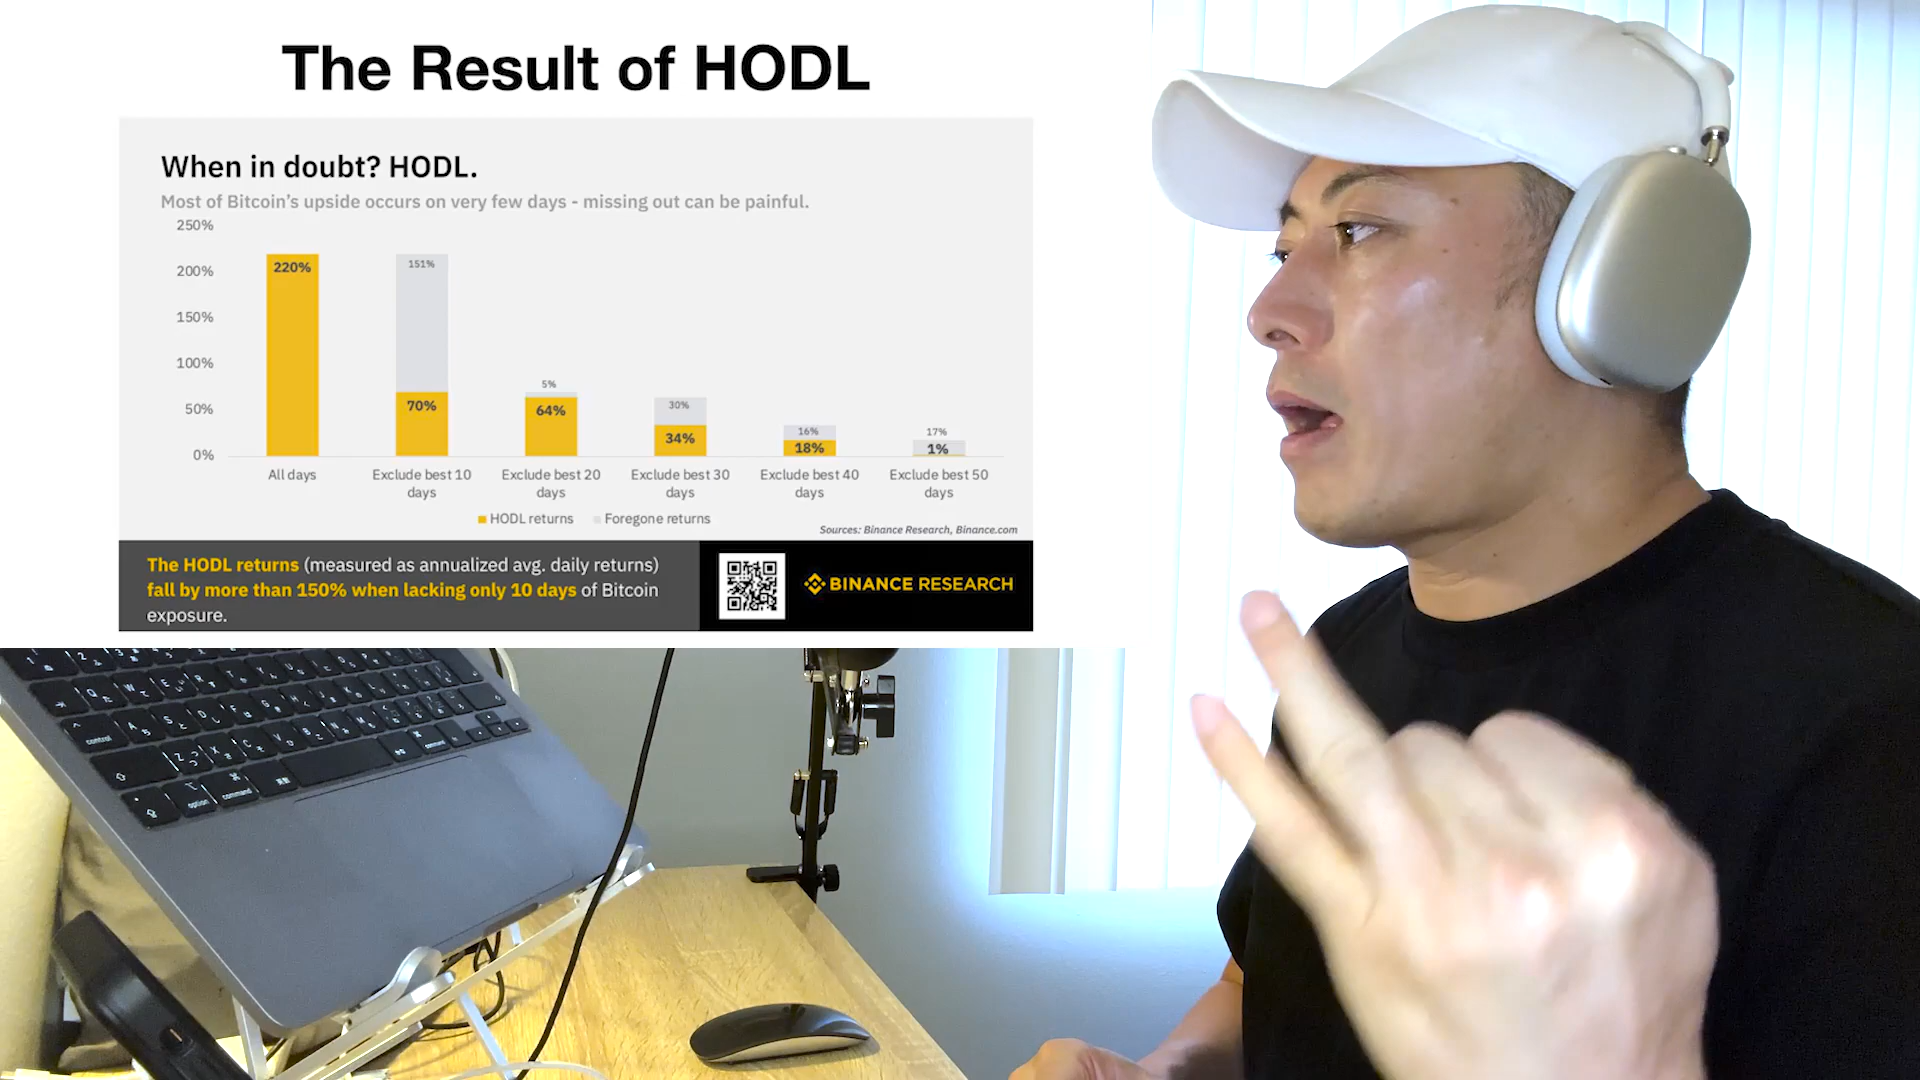 The Result of HODL
When in doubt? HODL.
Most of Bitcoin's upside occurs on very few days - missing out can be painful.
250%
200%
150%
100%
50%
0%
220%
151%
70%
5%
64%
30%
34%
16%
18%
17%
1%
All days
Exclude best 10
days
Exclude best 20
days
Exclude best 30
days
Exclude best 40
days
Exclude best 50
days
HODL returns
Foregone returns
Sources: Binance Research, Binance.com
The HODL returns (measured as annualized avg. daily returns)
fall by more than 150% when lacking only 10 days of Bitcoin
exposure.
BINANCE RESEARCH
control
option
command
command